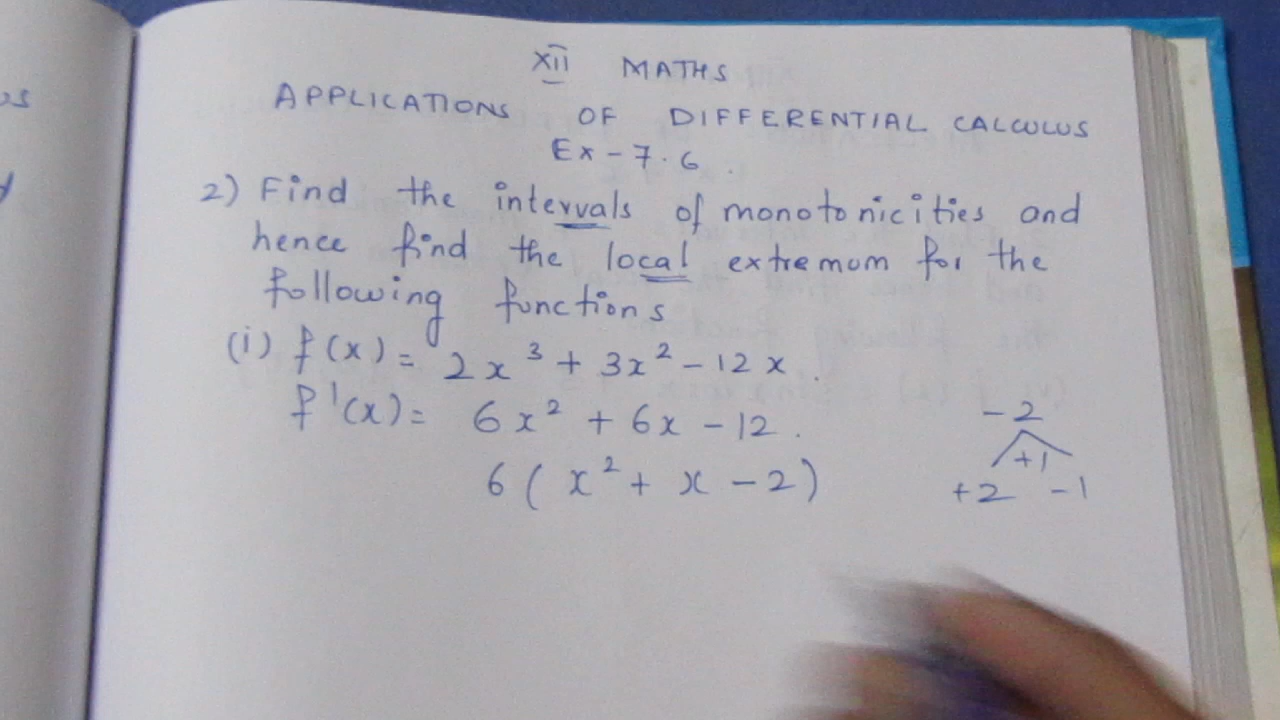 XII MATHS
APPLICATIONS OF DIFFERENTIAL CALCULUS
Ex-7.6.
2) Find the intervals of monotonicities and
hence find the local extremum for the
following functions
(i) f(x) = 2x³ + 3x² - 12x.
f'(x) = 6x² + 6x - 12.
6(x² + x - 2)
-2
+1
+2 -1